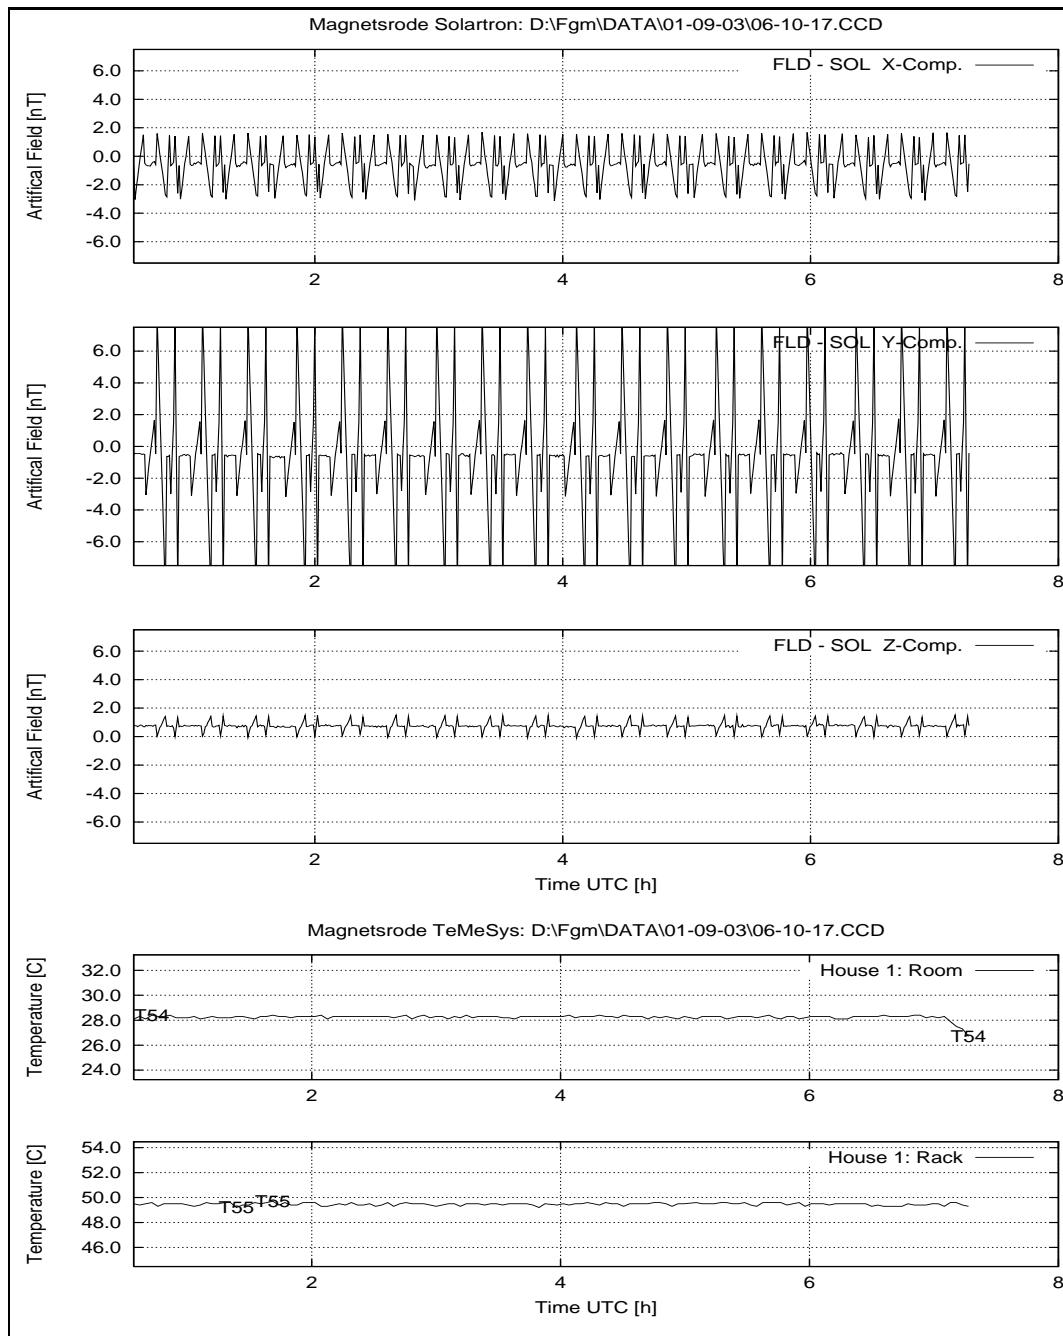 Magnetsrode Solartron: D:\Fgm\DATA\01-09-03\06-10-17.CCD
FLD - SOL X-Comp.
Artifical Field [nT]
6.0
4.0
2.0
0.0
-2.0
-4.0
-6.0
2 4 6 8
FLD - SOL Y-Comp.
Artifical Field [nT]
6.0
4.0
2.0
0.0
-2.0
-4.0
-6.0
2 4 6 8
FLD - SOL Z-Comp.
Artifical Field [nT]
6.0
4.0
2.0
0.0
-2.0
-4.0
-6.0
2 4 6 8
Time UTC [h]
Magnetsrode TeMeSys: D:\Fgm\DATA\01-09-03\06-10-17.CCD
House 1: Room
Temperature [C]
32.0
30.0
28.0
26.0
24.0
T54
T54
2 4 6 8
House 1: Rack
Temperature [C]
54.0
52.0
50.0
48.0
46.0
T55
T55
2 4 6 8
Time UTC [h]